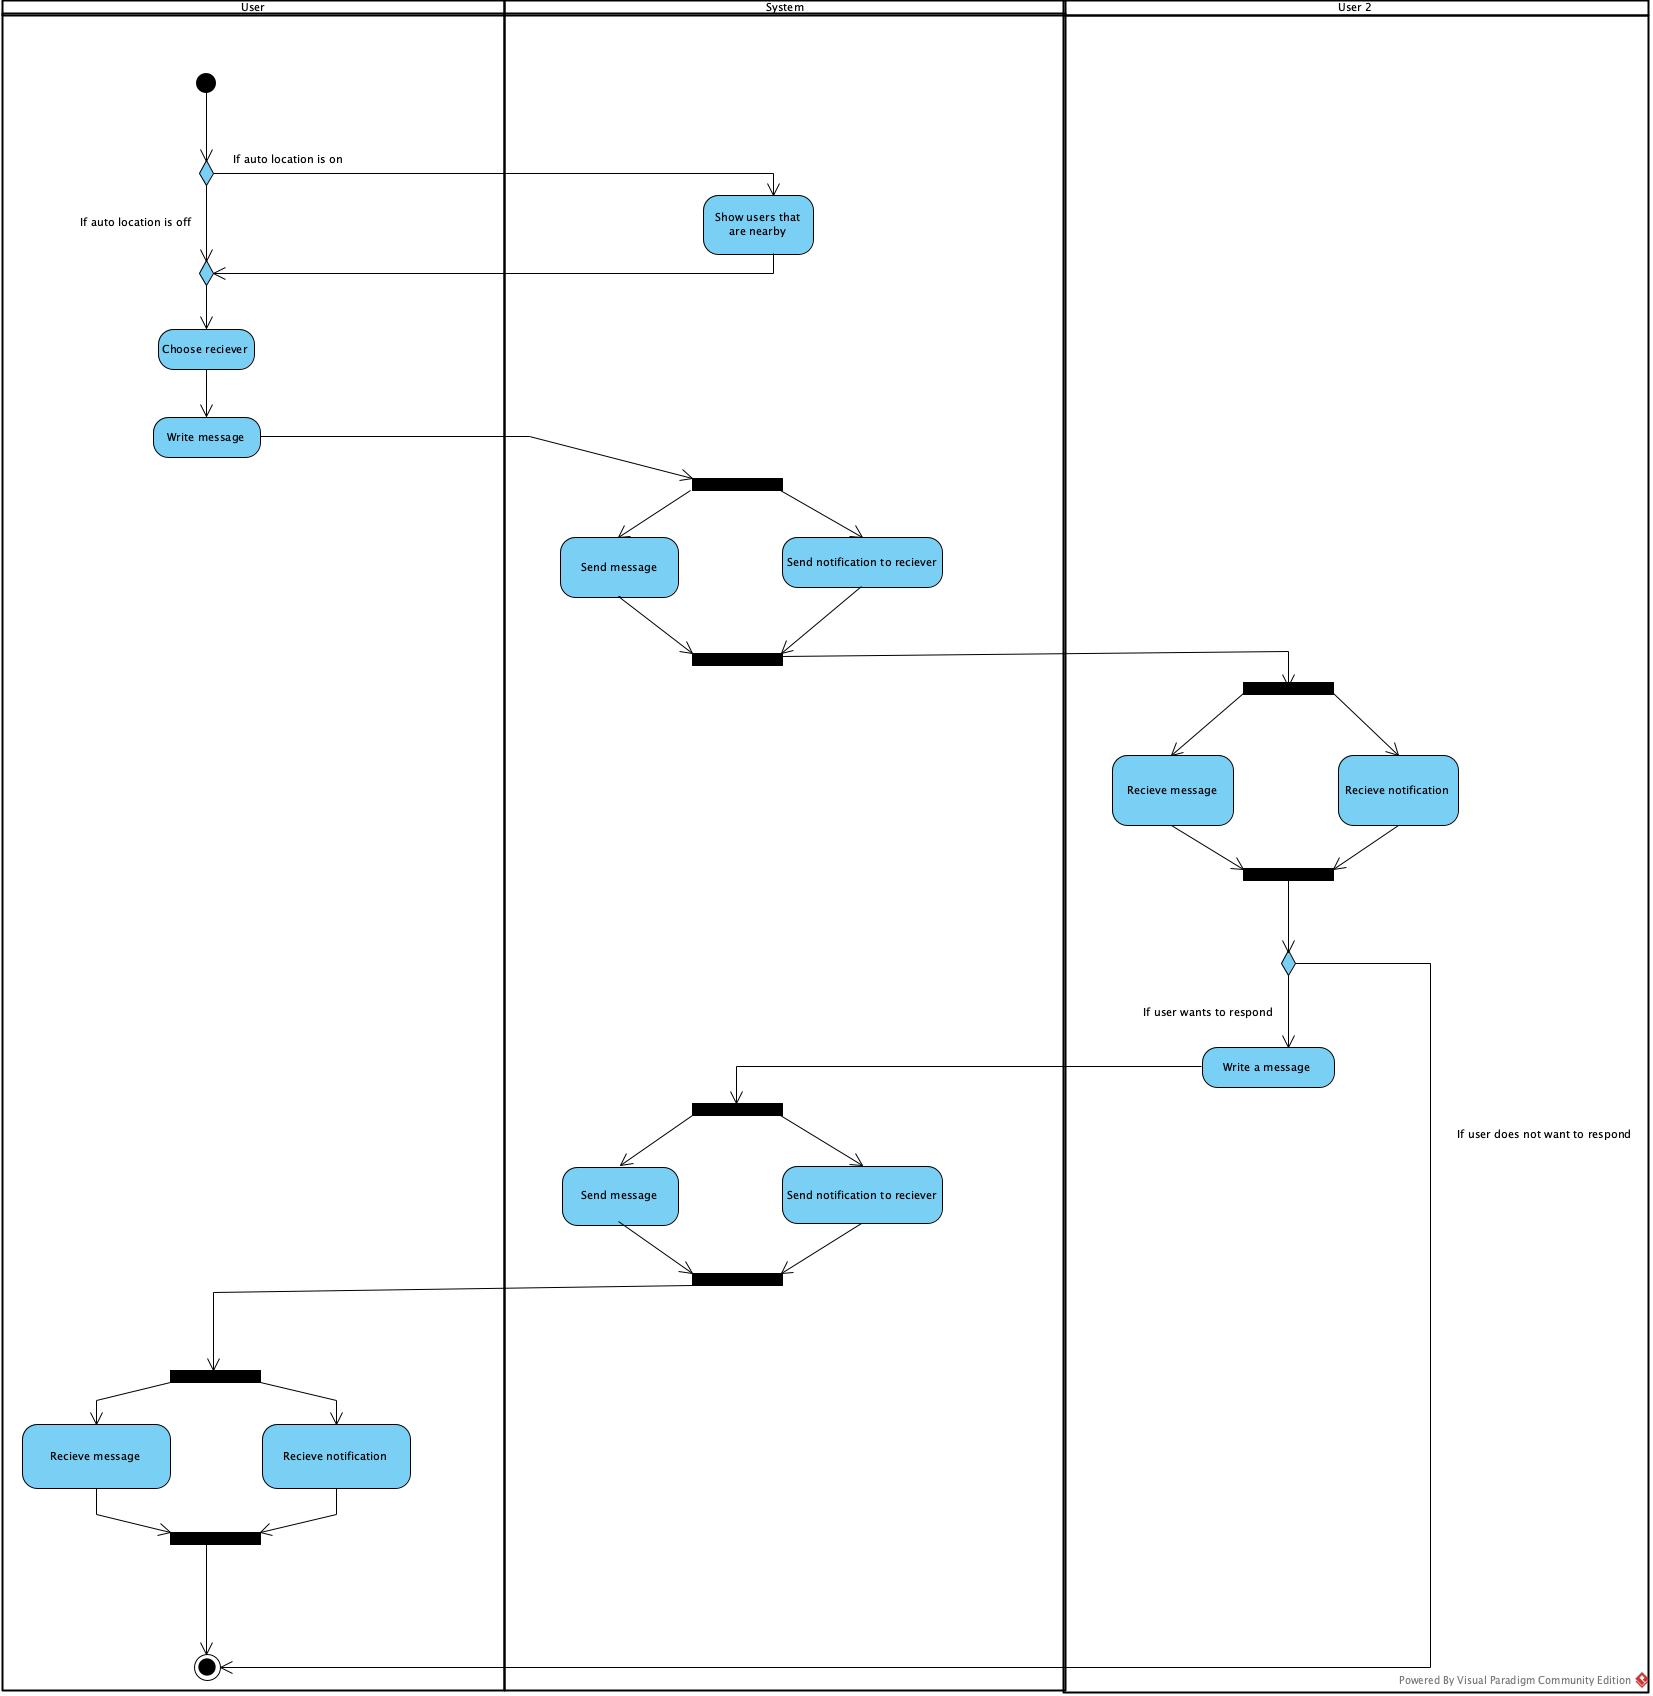 User
System
User 2
If auto location is on
Show users that
are nearby
If auto location is off
Choose reciever
Write message
Send message
Send notification to reciever
Recieve message
Recieve notification
If user wants to respond
Write a message
If user does not want to respond
Send message
Send notification to reciever
Recieve message
Recieve notification
Powered By Visual Paradigm Community Edition